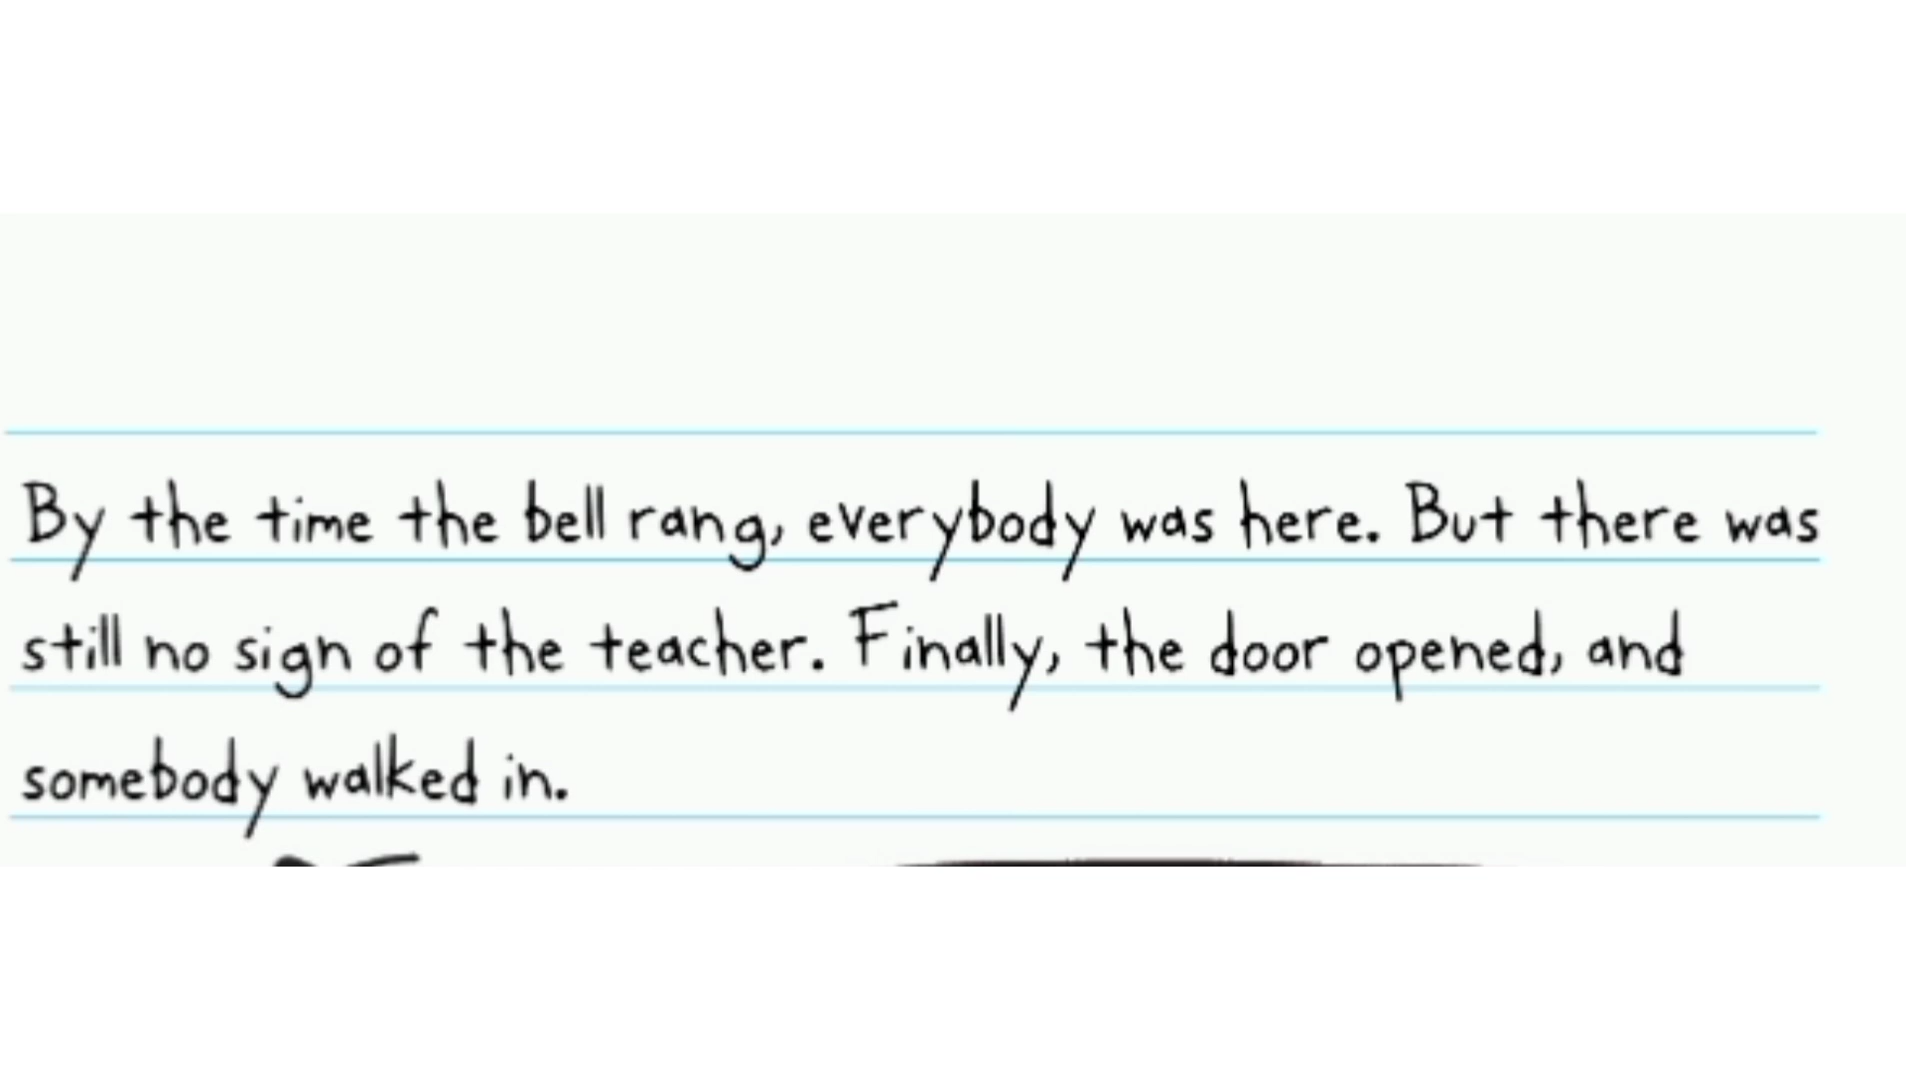 By the time the bell rang, everybody was here. But there was
still no sign of the teacher. Finally, the door opened, and
somebody walked in.